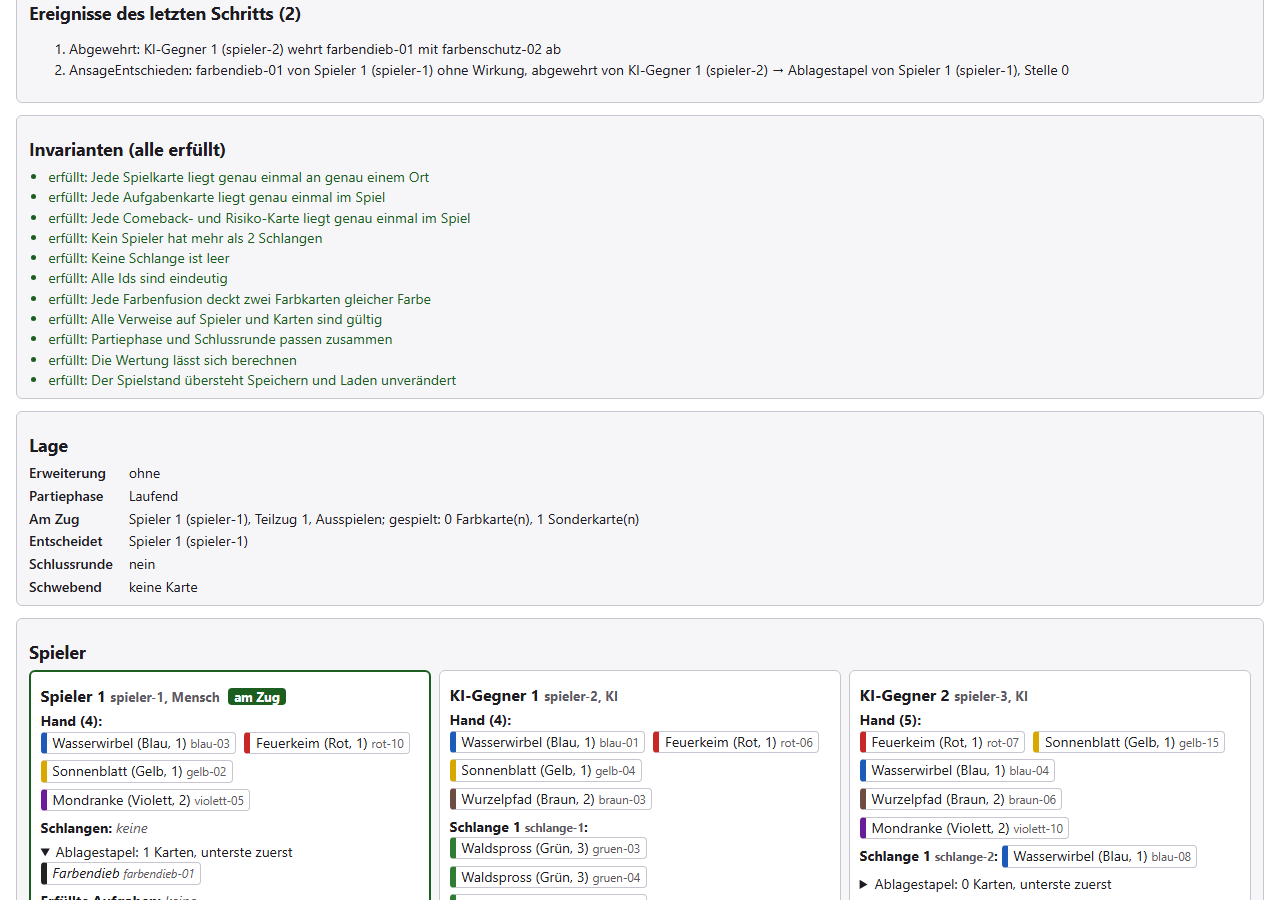 Ereignisse des letzten Schritts (2)
1. Abgewehrt: KI-Gegner 1 (spieler-2) wehrt farbendieb-01 mit farbenschutz-02 ab
2. AnsageEntschieden: farbendieb-01 von Spieler 1 (spieler-1) ohne Wirkung, abgewehrt von KI-Gegner 1 (spieler-2) → Ablagestapel von Spieler 1 (spieler-1), Stelle 0
Invarianten (alle erfüllt)
• erfüllt: Jede Spielkarte liegt genau einmal an genau einem Ort
• erfüllt: Jede Aufgabenkarte liegt genau einmal im Spiel
• erfüllt: Jede Comeback- und Risiko-Karte liegt genau einmal im Spiel
• erfüllt: Kein Spieler hat mehr als 2 Schlangen
• erfüllt: Keine Schlange ist leer
• erfüllt: Alle Ids sind eindeutig
• erfüllt: Jede Farbenfusion deckt zwei Farbkarten gleicher Farbe
• erfüllt: Alle Verweise auf Spieler und Karten sind gültig
• erfüllt: Partiephase und Schlussrunde passen zusammen
• erfüllt: Die Wertung lässt sich berechnen
• erfüllt: Der Spielstand übersteht Speichern und Laden unverändert
Lage
Erweiterung ohne
Partiephase Laufend
Am Zug Spieler 1 (spieler-1), Teilzug 1, Ausspielen; gespielt: 0 Farbkarte(n), 1 Sonderkarte(n)
Entscheidet Spieler 1 (spieler-1)
Schlussrunde nein
Schwebend keine Karte
Spieler
Spieler 1 spieler-1, Mensch am Zug
Hand (4):
Wasserwirbel (Blau, 1) blau-03 Feuerkeim (Rot, 1) rot-10
Sonnenblatt (Gelb, 1) gelb-02
Mondranke (Violett, 2) violett-05
Schlangen: keine
▼ Ablagestapel: 1 Karten, unterste zuerst
Farbendieb farbendieb-01
Erfüllte Aufgaben: keine
KI-Gegner 1 spieler-2, KI
Hand (4):
Wasserwirbel (Blau, 1) blau-01 Feuerkeim (Rot, 1) rot-06
Sonnenblatt (Gelb, 1) gelb-04
Wurzelpfad (Braun, 2) braun-03
Schlange 1 schlange-1:
Waldspross (Grün, 3) gruen-03
Waldspross (Grün, 3) gruen-04
KI-Gegner 2 spieler-3, KI
Hand (5):
Feuerkeim (Rot, 1) rot-07 Sonnenblatt (Gelb, 1) gelb-15
Wasserwirbel (Blau, 1) blau-04
Wurzelpfad (Braun, 2) braun-06
Mondranke (Violett, 2) violett-10
Schlange 1 schlange-2: Wasserwirbel (Blau, 1) blau-08
▶ Ablagestapel: 0 Karten, unterste zuerst